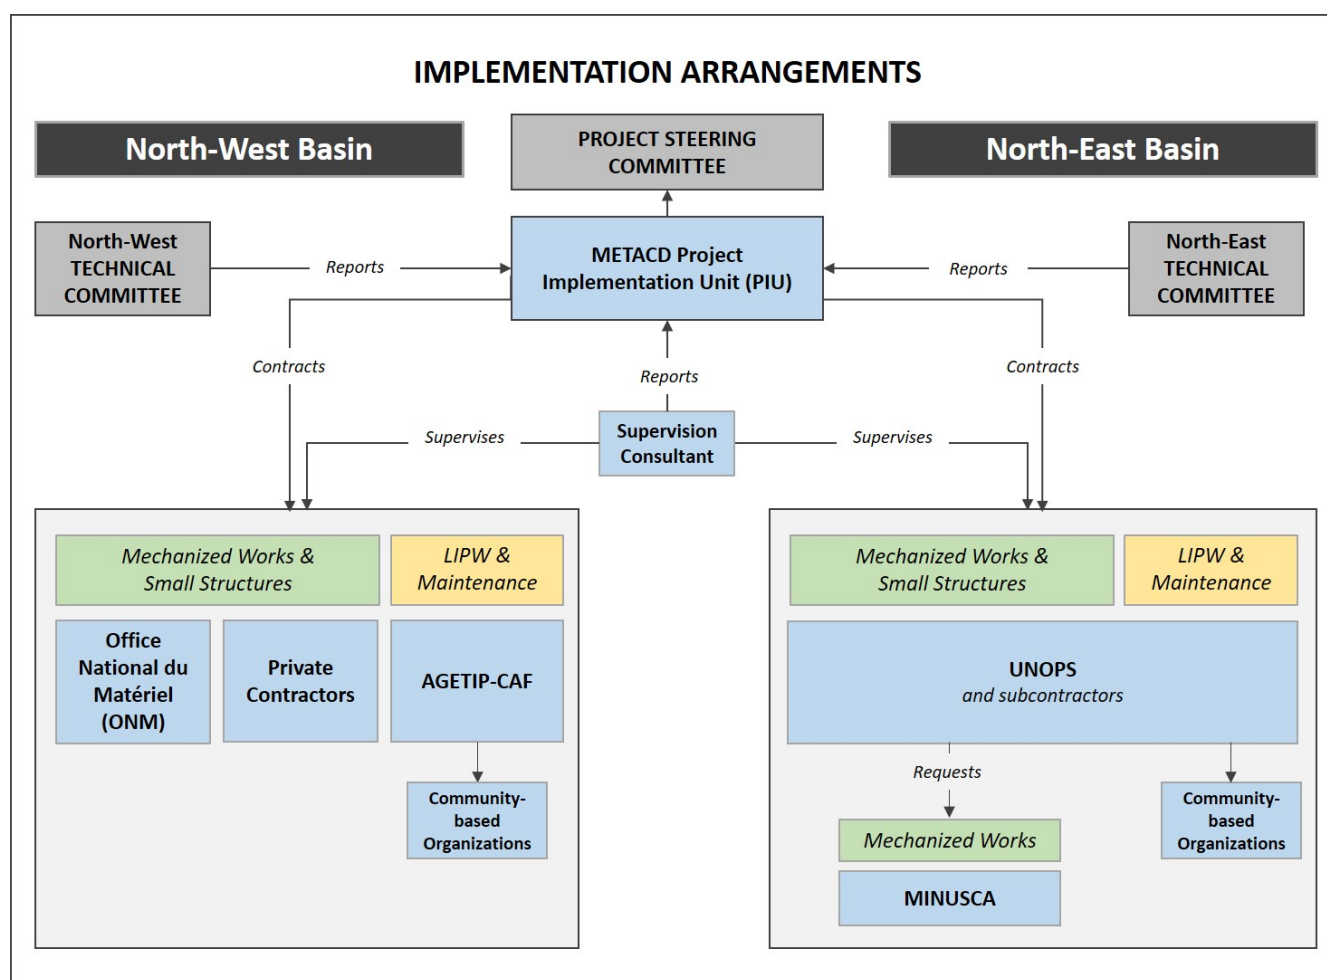 IMPLEMENTATION ARRANGEMENTS
North-West Basin
PROJECT STEERING
COMMITTEE
North-East Basin
North-West
TECHNICAL
COMMITTEE
Reports
METACD Project
Implementation Unit (PIU)
Reports
North-East
TECHNICAL
COMMITTEE
Contracts
Reports
Contracts
Supervises
Supervision
Consultant
Supervises
Mechanized Works &
Small Structures
LIPW &
Maintenance
Office
National du
Matériel
(ONM)
Private
Contractors
AGETIP-CAF
Community-
based
Organizations
Mechanized Works &
Small Structures
LIPW &
Maintenance
UNOPS
and subcontractors
Requests
Mechanized Works
MINUSCA
Community-
based
Organizations